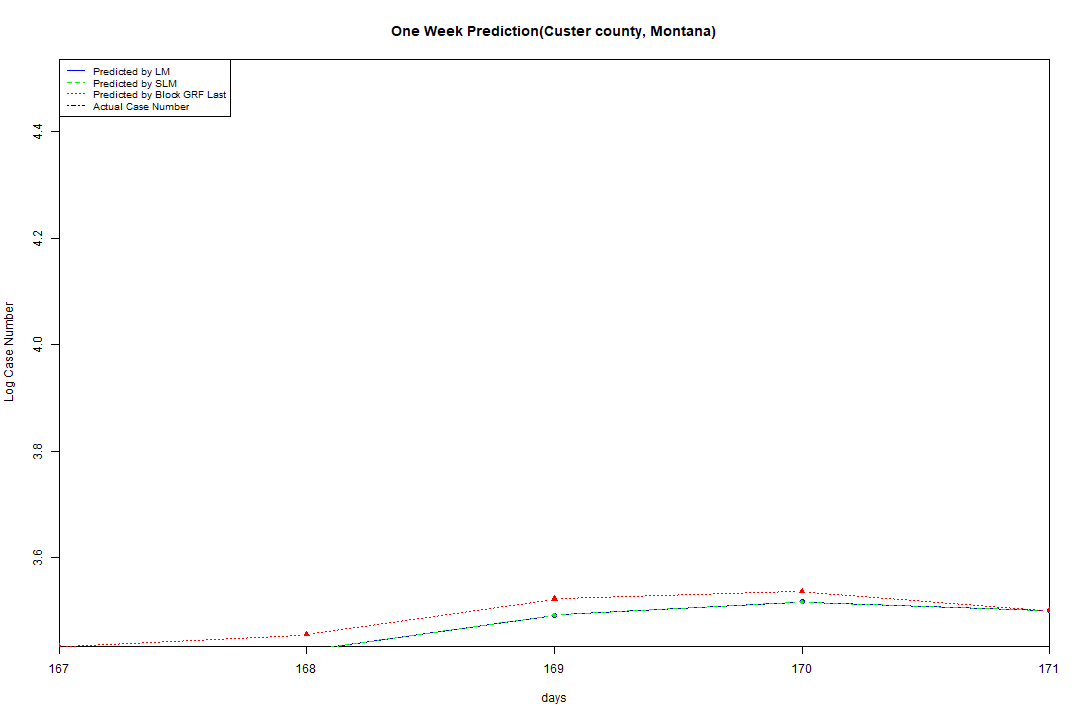 One Week Prediction(Custer county, Montana)
Predicted by LM
Predicted by SLM
Predicted by Block GRF Last
Actual Case Number
4.4
4.2
4.0
3.8
3.6
Log Case Number
167
168
169
170
171
days